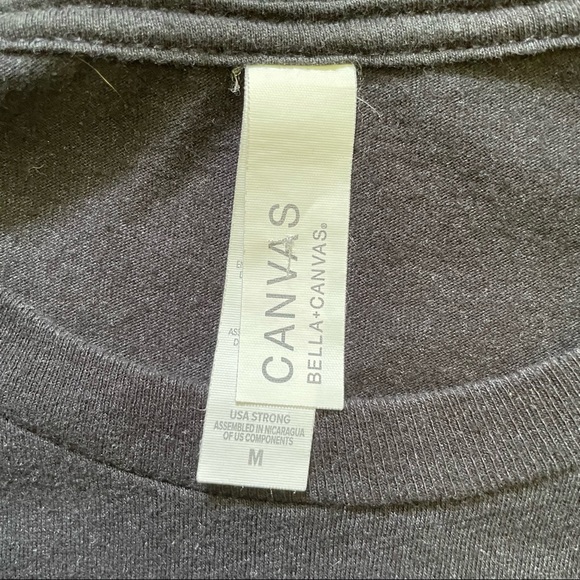 CANVAS
BELLA+CANVAS®
USA STRONG
ASSEMBLED IN NICARAGUA
OF US COMPONENTS
M